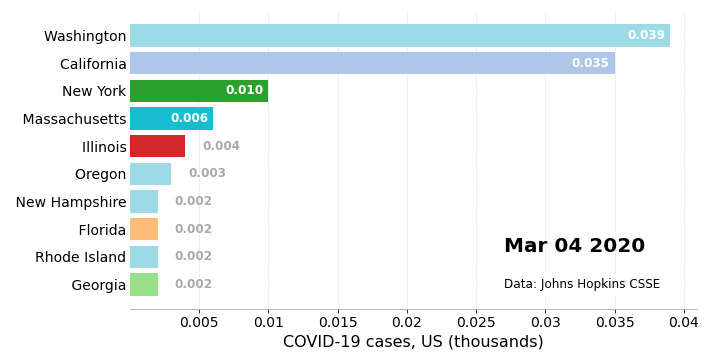 Washington 0.039
California 0.035
New York 0.010
Massachusetts 0.006
Illinois 0.004
Oregon 0.003
New Hampshire 0.002
Florida 0.002
Rhode Island 0.002
Georgia 0.002
Mar 04 2020
Data: Johns Hopkins CSSE
0.005 0.01 0.015 0.02 0.025 0.03 0.035 0.04
COVID-19 cases, US (thousands)